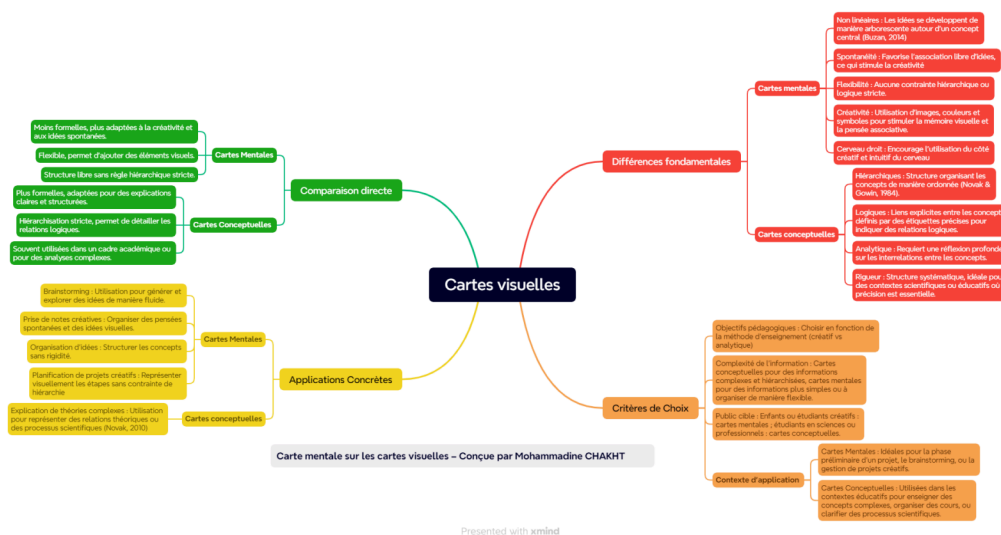 Cartes visuelles
Différences fondamentales
Cartes mentales
Non linéaires : Les idées se développent de
manière arborescente autour d'un concept
central (Buzan, 2014)
Spontanéité : Favorise l'association libre d'idées,
ce qui stimule la créativité
Flexibilité : Aucune contrainte hiérarchique ou
logique stricte.
Créativité : Utilisation d'images, couleurs et
symboles pour stimuler la mémoire visuelle et
la pensée associative.
Cerveau droit : Encourage l'utilisation du côté
créatif et intuitif du cerveau
Cartes conceptuelles
Hiérarchiques : Structure organisant les
concepts de manière ordonnée (Novak &
Gowin, 1984).
Logiques : Liens explicites entre les concep
définis par des étiquettes précises pour
indiquer des relations logiques.
Analytique : Requiert une réflexion profond
sur les interrelations entre les concepts.
Rigueur : Structure systématique, idéale pou
des contextes scientifiques ou éducatifs où
précision est essentielle.
Critères de Choix
Objectifs pédagogiques : Choisir en fonction de
la méthode d'enseignement (créatif vs
analytique)
Complexité de l'information : Cartes
conceptuelles pour des informations
complexes et hiérarchisées, cartes mentales
pour des informations plus simples ou à
organiser de manière flexible.
Public cible : Enfants ou étudiants créatifs :
cartes mentales ; étudiants en sciences ou
professionnels : cartes conceptuelles.
Contexte d'application
Cartes Mentales : idéales pour la phase
préliminaire d'un projet, le brainstorming, ou la
gestion de projets créatifs.
Cartes Conceptuelles : Utilisées dans les
contextes éducatifs pour enseigner des
concepts complexes, organiser des cours, ou
clarifier des processus scientifiques.
Comparaison directe
Cartes Mentales
Moins formelles, plus adaptées à la créativité et
aux idées spontanées.
Flexible, permet d'ajouter des éléments visuels.
Structure libre sans règle hiérarchique stricte.
Cartes Conceptuelles
Plus formelles, adaptées pour des explications
claires et structurées.
Hiérarchisation stricte, permet de détailler les
relations logiques.
Souvent utilisées dans un cadre académique ou
pour des analyses complexes.
Applications Concrètes
Cartes Mentales
Brainstorming : Utilisation pour générer et
explorer des idées de manière fluide.
Prise de notes créatives : Organiser des pensées
spontanées et des idées visuelles.
Organisation d'idées : Structurer les concepts
sans rigidité.
Planification de projets créatifs : Représenter
visuellement les étapes sans contrainte de
hiérarchie
Cartes conceptuelles
Explication de théories complexes : Utilisation
pour représenter des relations théoriques ou
des processus scientifiques (Novak, 2010)
Carte mentale sur les cartes visuelles – Conçue par Mohammadine CHAKHT
Presented with xmind